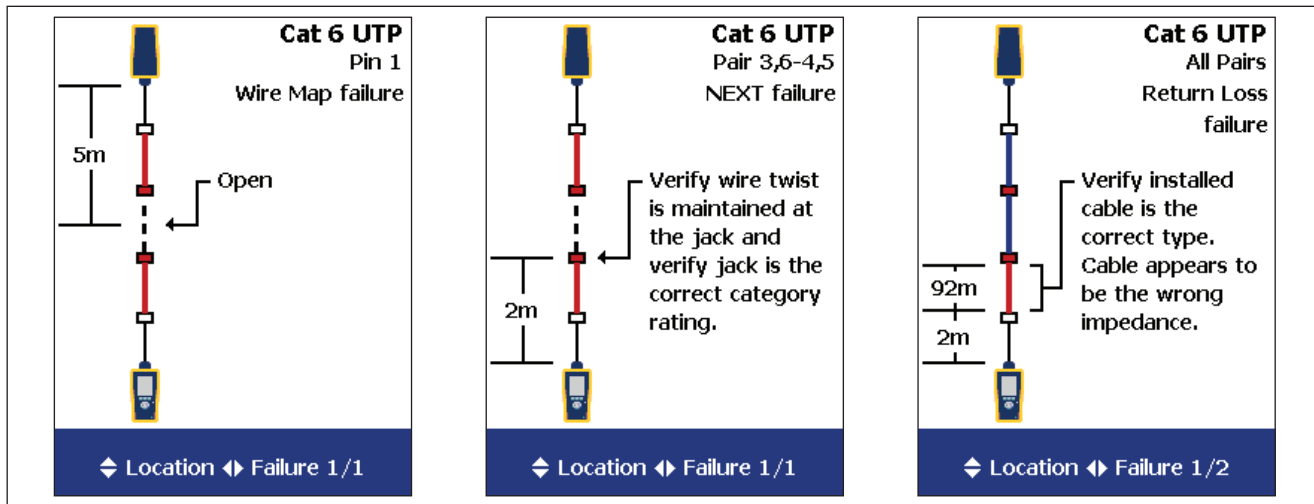 Cat 6 UTP
Pin 1
Wire Map failure
5m
Open
Location Failure 1/1
Cat 6 UTP
Pair 3,6-4,5
NEXT failure
Verify wire twist
is maintained at
the jack and
verify jack is the
correct category
rating.
2m
Location Failure 1/1
Cat 6 UTP
All Pairs
Return Loss
failure
Verify installed
cable is the
correct type.
Cable appears to
be the wrong
impedance.
92m
2m
Location Failure 1/2